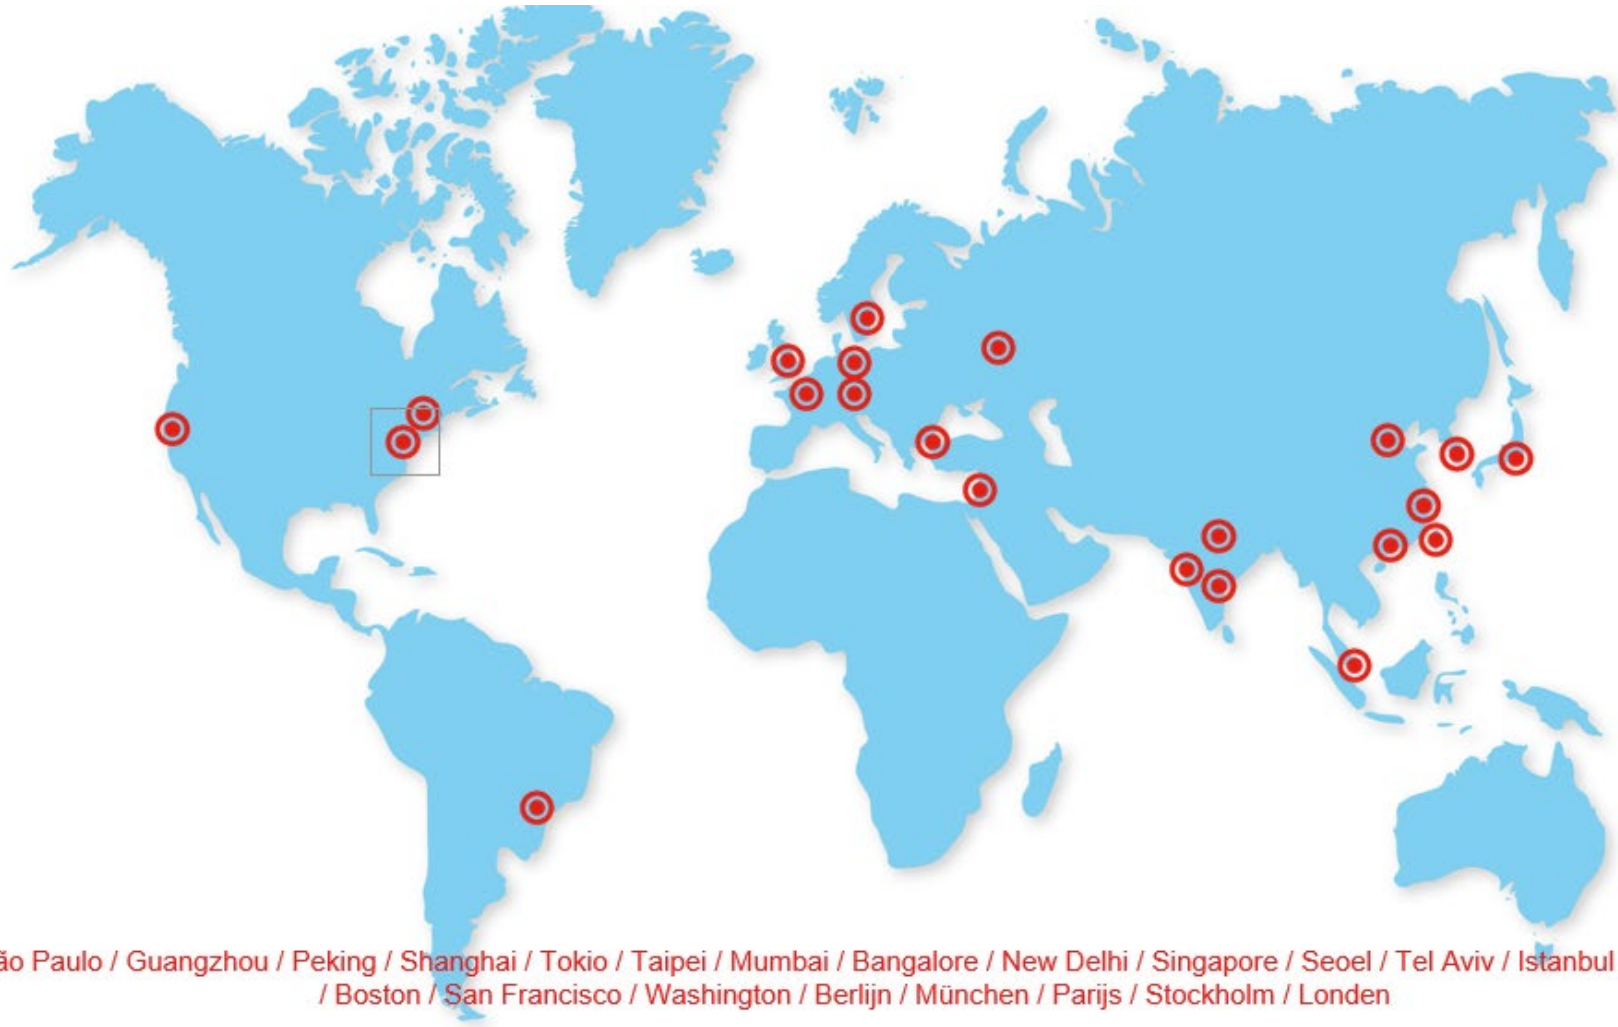 ão Paulo / Guangzhou / Peking / Shanghai / Tokio / Taipei / Mumbai / Bangalore / New Delhi / Singapore / Seoel / Tel Aviv / Istanbul
/ Boston / San Francisco / Washington / Berlijn / München / Parijs / Stockholm / Londen